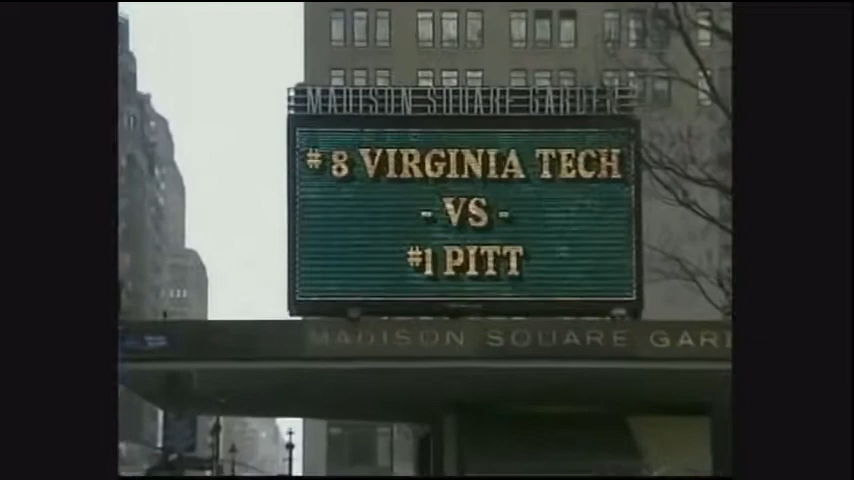 MADISON SQUARE GARDEN
#8 VIRGINIA TECH
- VS -
#1 PITT
MADISON SQUARE GARD